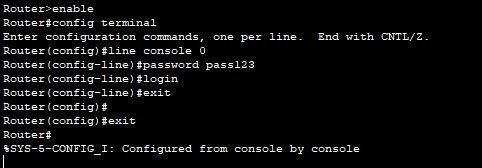 Router>enable
Router#config terminal
Enter configuration commands, one per line.  End with CNTL/Z.
Router(config)#line console 0
Router(config-line)#password pass123
Router(config-line)#login
Router(config-line)#exit
Router(config)#
Router(config)#exit
Router#
%SYS-5-CONFIG_I: Configured from console by console